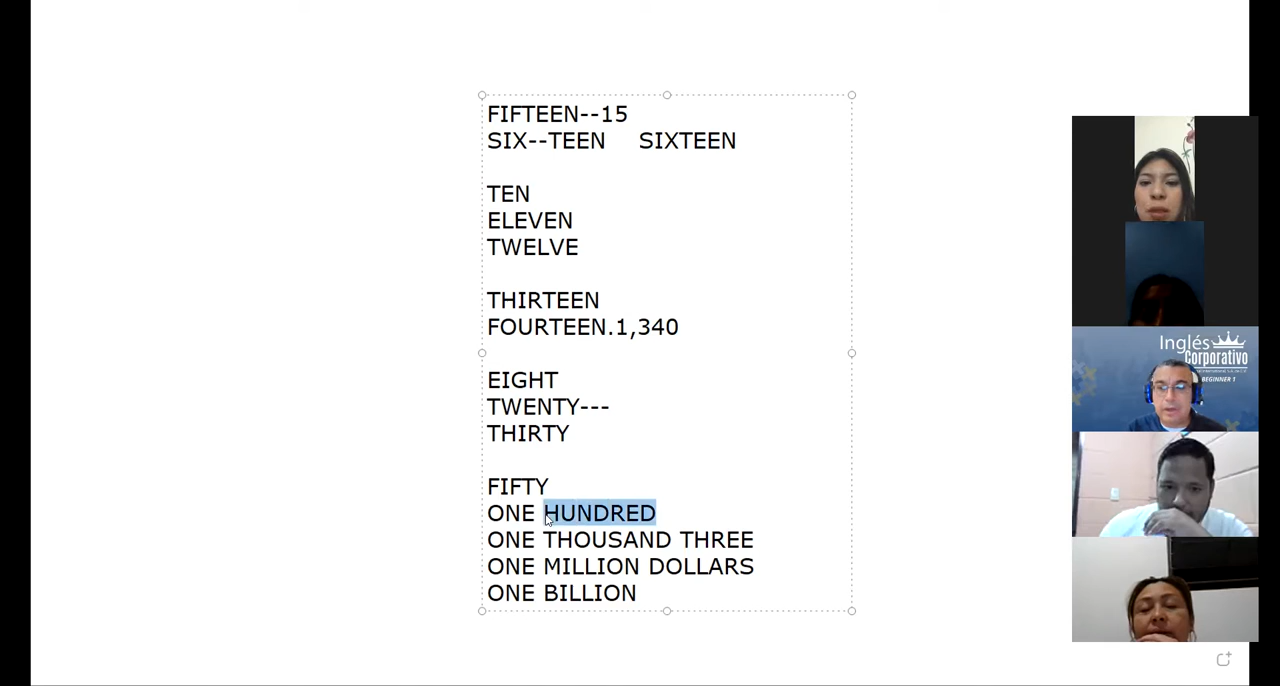 FIFTEEN--15
SIX--TEEN SIXTEEN
TEN
ELEVEN
TWELVE
THIRTEEN
FOURTEEN.1,340
EIGHT
TWENTY---
THIRTY
FIFTY
ONE HUNDRED
ONE THOUSAND THREE
ONE MILLION DOLLARS
ONE BILLION
Inglés
Corporativo
BEGINNER 1